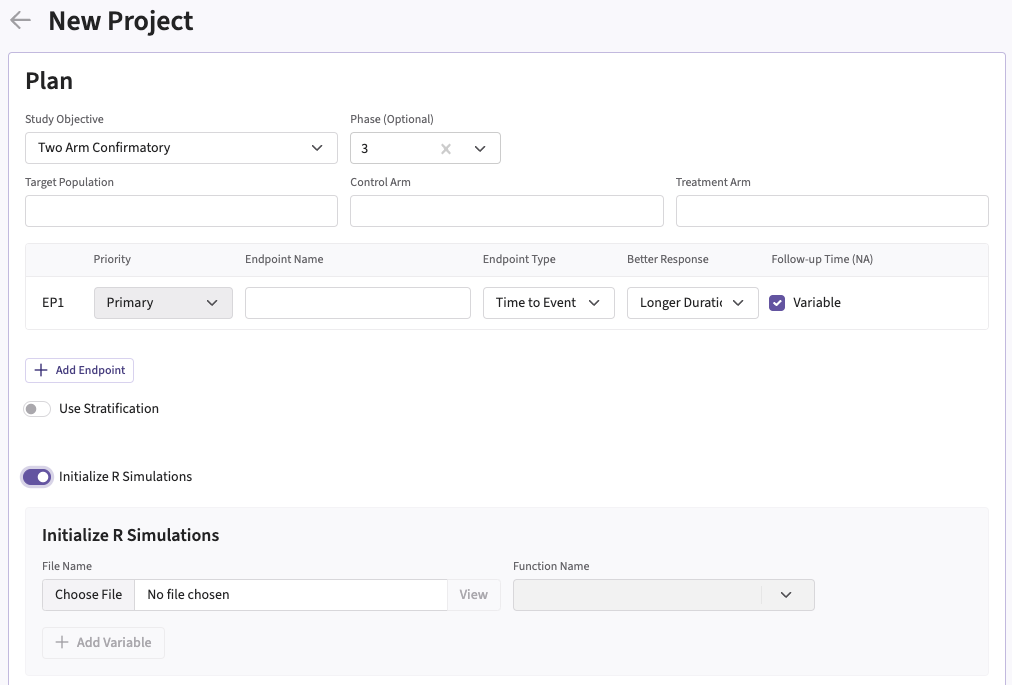 New Project
Plan
Study Objective Phase (Optional)
Two Arm Confirmatory 3
Target Population Control Arm Treatment Arm
Priority Endpoint Name Endpoint Type Better Response Follow-up Time (NA)
EP1 Primary Time to Event Longer Duratic Variable
Add Endpoint
Use Stratification
Initialize R Simulations
Initialize R Simulations
File Name Function Name
Choose File No file chosen View
Add Variable